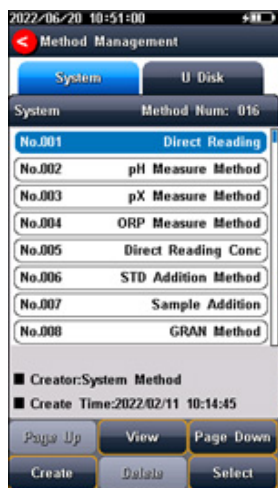 2022/06/20 10:51:00
< Method Management
System U Disk
System Method Num: 016
No.001 Direct Reading
No.002 pH Measure Method
No.003 pX Measure Method
No.004 ORP Measure Method
No.005 Direct Reading Conc
No.006 STD Addition Method
No.007 Sample Addition
No.008 GRAN Method
■ Creator:System Method
■ Create Time:2022/02/11 10:14:45
Page Up View Page Down
Create Delete Select